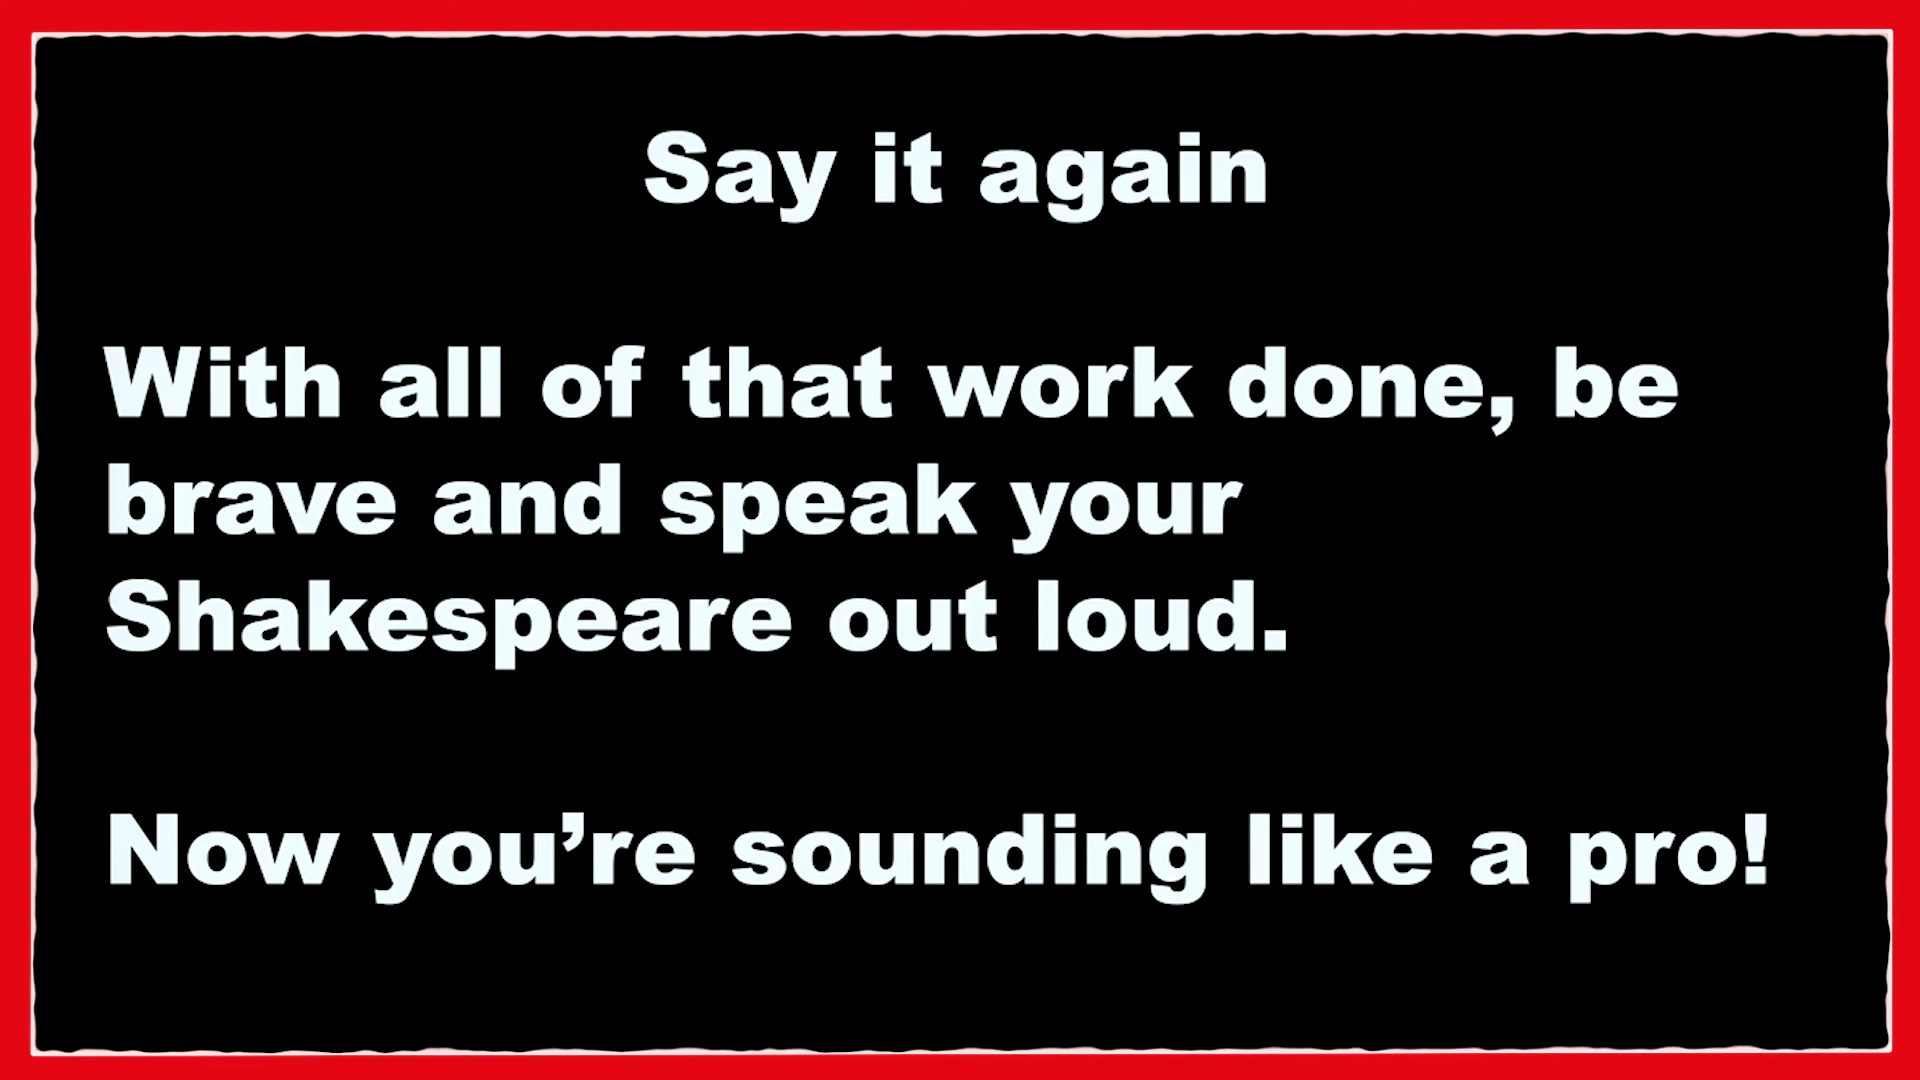 Say it again
With all of that work done, be
brave and speak your
Shakespeare out loud.
Now you’re sounding like a pro!